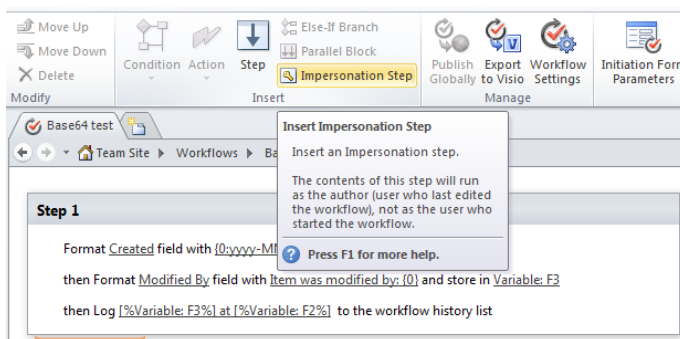 Move Up
Move Down
Delete
Modify
Condition
Action
Step
Else-If Branch
Parallel Block
Impersonation Step
Insert
Publish
Globally
Export
to Visio
Workflow
Settings
Manage
Initiation Form
Parameters
Base64 test
Team Site Workflows Ba
Insert Impersonation Step
Insert an Impersonation step.
The contents of this step will run
as the author (user who last edited
the workflow), not as the user who
started the workflow.
Press F1 for more help.
Step 1
Format Created field with {0:yyyy-MM
then Format Modified By field with Item was modified by: {0} and store in Variable: F3
then Log [%Variable: F3%] at [%Variable: F2%] to the workflow history list